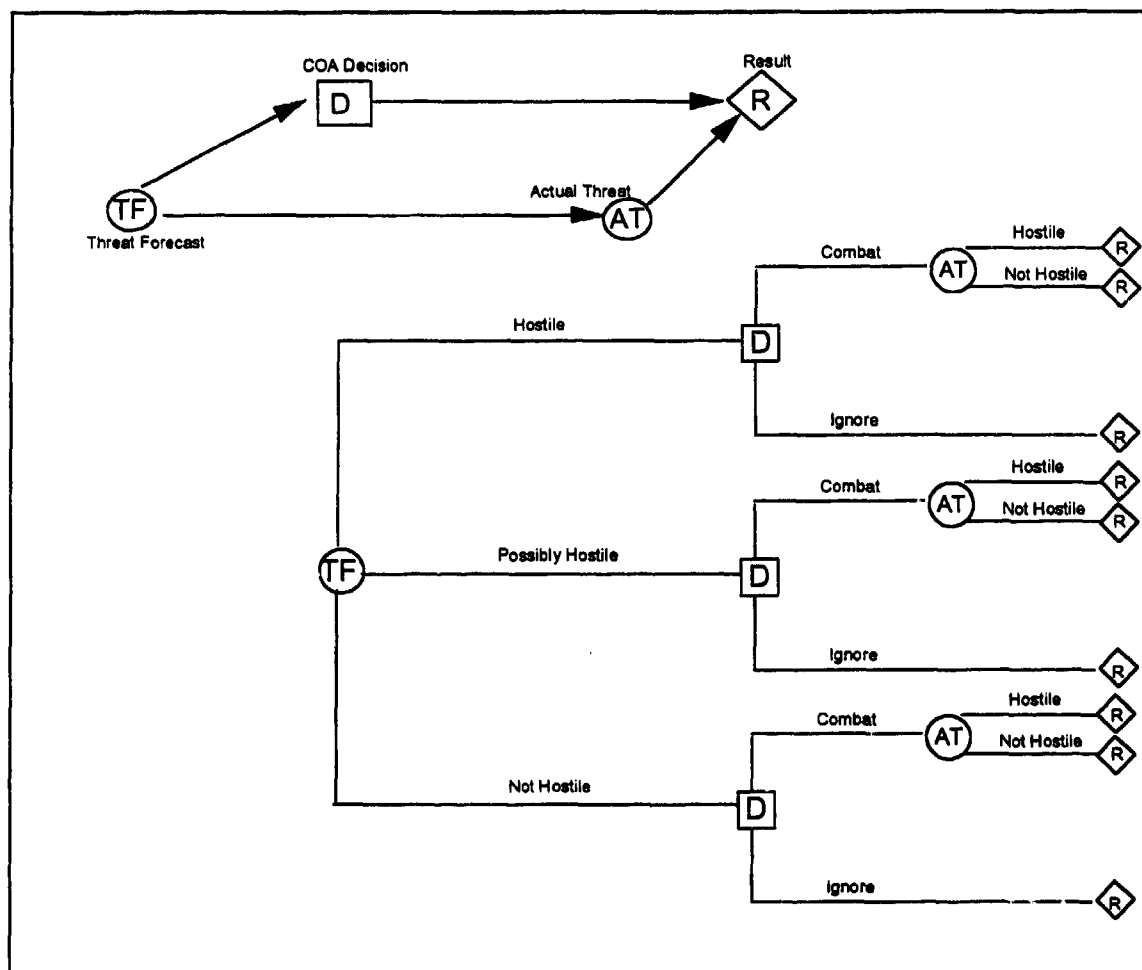 COA Decision
Result
D
R
Actual Threat
TF
AT
Threat Forecast
Hostile
Combat
AT
R
Not Hostile
R
Hostile
D
Ignore
R
Hostile
Combat
AT
R
Not Hostile
R
Possibly Hostile
TF
D
Ignore
R
Hostile
Combat
AT
R
Not Hostile
R
Not Hostile
D
Ignore
R